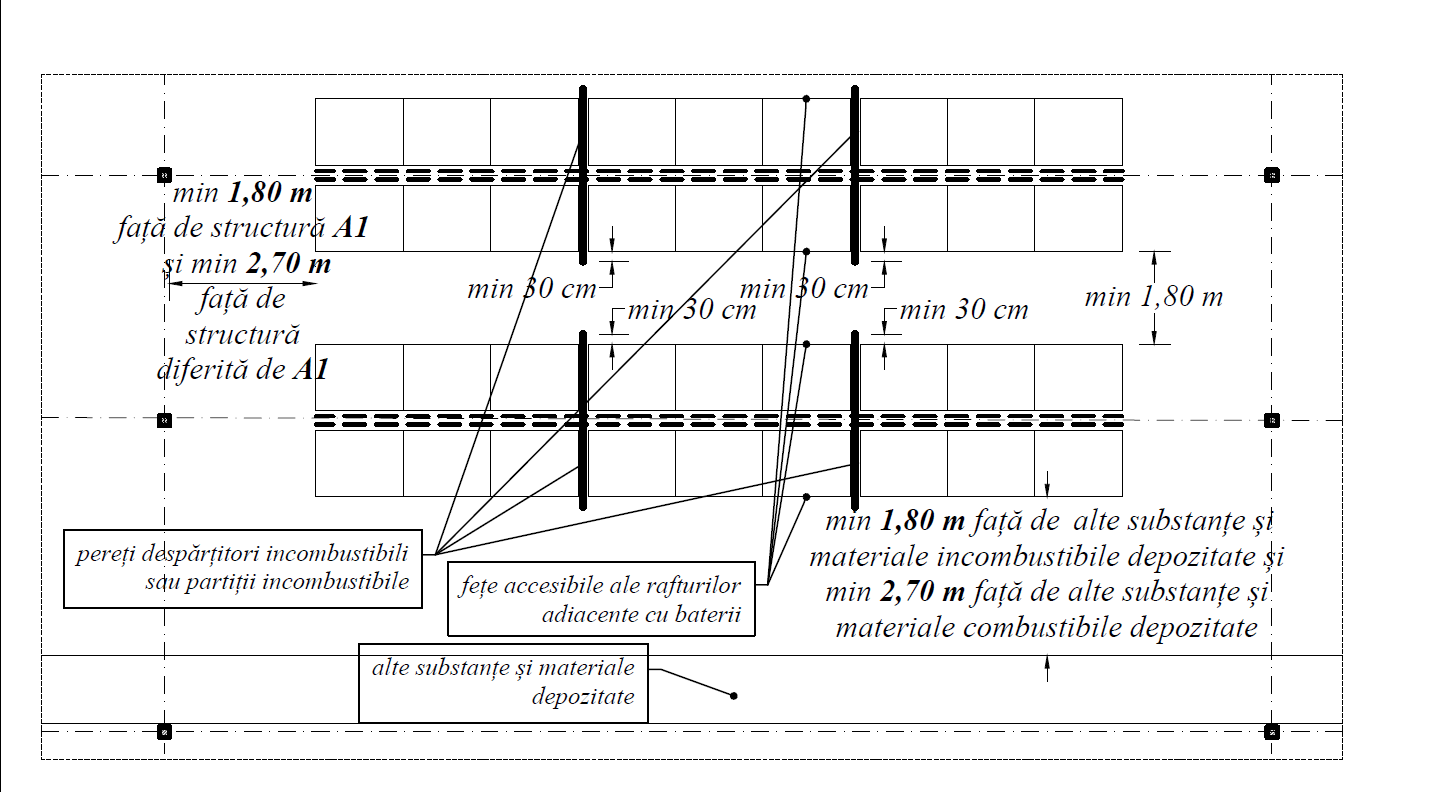 min 1,80 m
față de structură A1
și min 2,70 m
față de
structură
diferită de A1
min 30 cm
min 30 cm
min 30 cm
min 30 cm
min 1,80 m
pereți despărțitori incombustibili
sau partiții incombustibile
fețe accesibile ale rafturilor
adiacente cu baterii
min 1,80 m față de alte substanțe și
materiale incombustibile depozitate și
min 2,70 m față de alte substanțe și
materiale combustibile depozitate
alte substanțe și materiale
depozitate